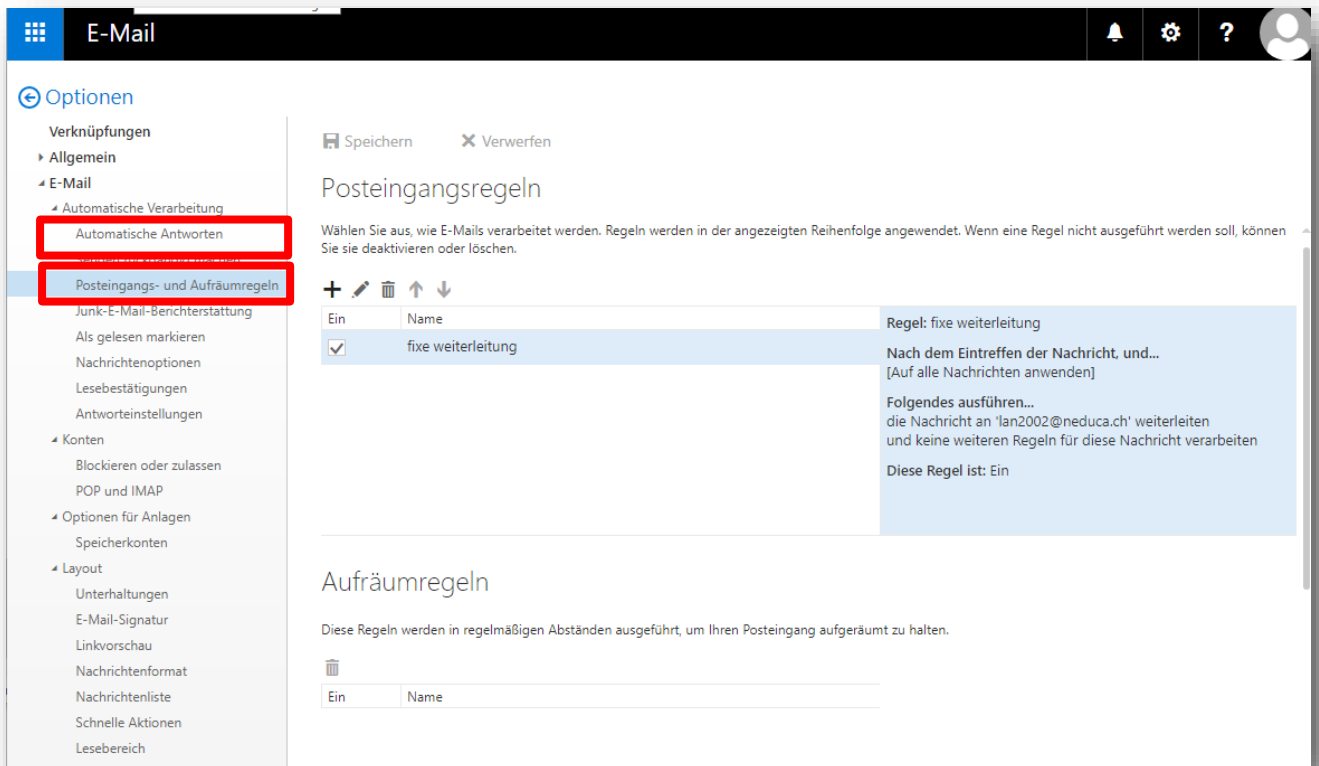 E-Mail
?
Optionen
Verknüpfungen
Allgemein
E-Mail
Automatische Verarbeitung
Automatische Antworten
Posteingangs- und Aufräumregeln
Junk-E-Mail-Berichterstattung
Als gelesen markieren
Nachrichtenoptionen
Lesebestätigungen
Antworteinstellungen
Konten
Blockieren oder zulassen
POP und IMAP
Optionen für Anlagen
Speicherkonten
Layout
Unterhaltungen
E-Mail-Signatur
Linkvorschau
Nachrichtenformat
Nachrichtenliste
Schnelle Aktionen
Lesebereich
Speichern
Verwerfen
Posteingangsregeln
Wählen Sie aus, wie E-Mails verarbeitet werden. Regeln werden in der angezeigten Reihenfolge angewendet. Wenn eine Regel nicht ausgeführt werden soll, können
Sie sie deaktivieren oder löschen.
Ein Name
fixe weiterleitung
Regel: fixe weiterleitung
Nach dem Eintreffen der Nachricht, und...
[Auf alle Nachrichten anwenden]
Folgendes ausführen...
die Nachricht an 'lan2002@neduca.ch' weiterleiten
und keine weiteren Regeln für diese Nachricht verarbeiten
Diese Regel ist: Ein
Aufräumregeln
Diese Regeln werden in regelmäßigen Abständen ausgeführt, um Ihren Posteingang aufgeräumt zu halten.
Ein Name